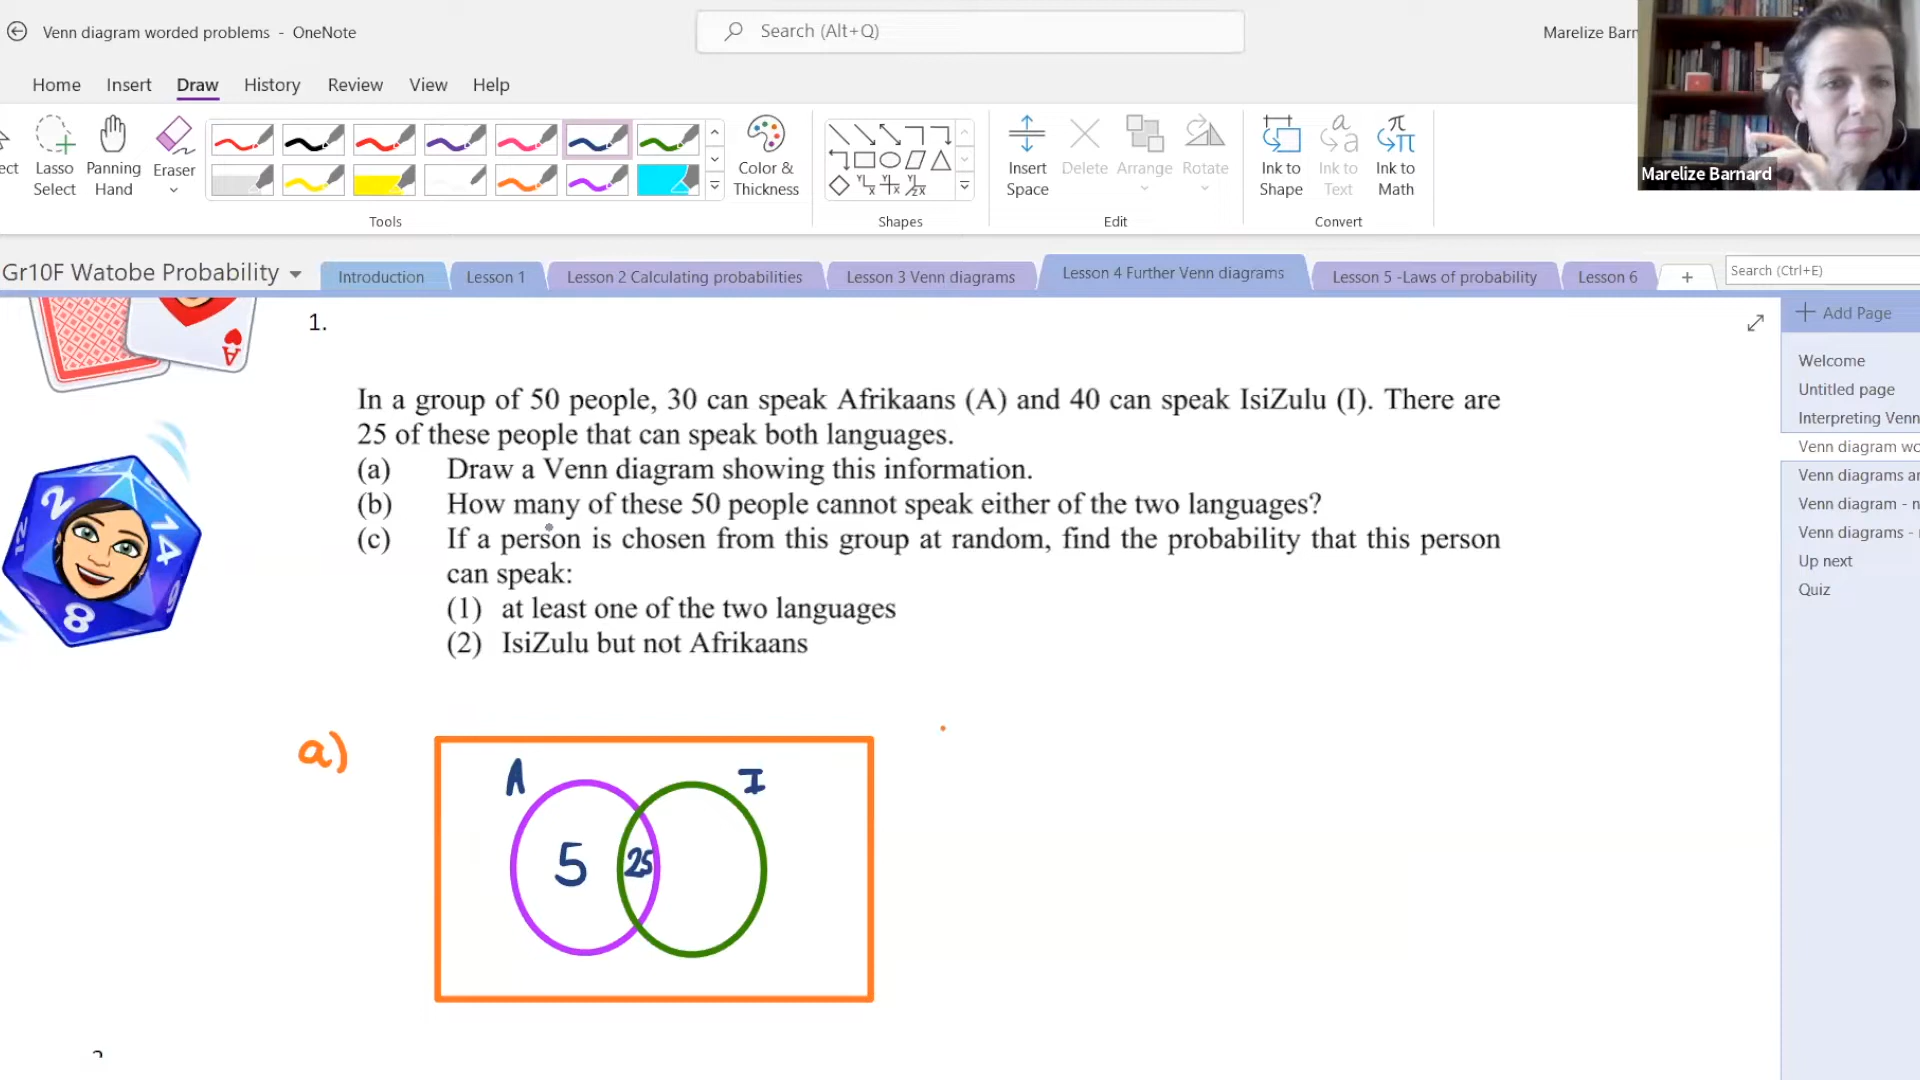 Venn diagram worded problems - OneNote
Search (Alt+Q)
Home Insert Draw History Review View Help
Lasso Select
Panning Hand
Eraser
Color & Thickness
Insert Space
Delete
Arrange
Rotate
Ink to Shape
Ink to Text
Ink to Math
Tools
Shapes
Edit
Convert
Marelize Barnard
Gr10F Watobe Probability
Introduction
Lesson 1
Lesson 2 Calculating probabilities
Lesson 3 Venn diagrams
Lesson 4 Further Venn diagrams
Lesson 5 -Laws of probability
Lesson 6
+
Search (Ctrl+E)
Add Page
Welcome
Untitled page
Interpreting Venn
Venn diagram wo
Venn diagrams a
Venn diagram - n
Venn diagrams -
Up next
Quiz
A
2
14
12
8
1.
In a group of 50 people, 30 can speak Afrikaans (A) and 40 can speak IsiZulu (I). There are
25 of these people that can speak both languages.
(a) Draw a Venn diagram showing this information.
(b) How many of these 50 people cannot speak either of the two languages?
(c) If a person is chosen from this group at random, find the probability that this person
can speak:
(1) at least one of the two languages
(2) IsiZulu but not Afrikaans
a)
A I
5 25